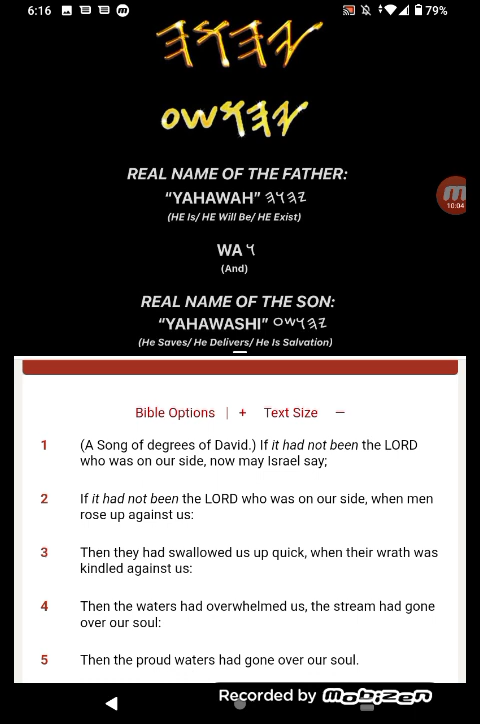 6:16 79%
𐤉𐤄𐤅𐤄
𐤉𐤄𐤅𐤔𐤏
REAL NAME OF THE FATHER:
“YAHAWAH” 𐤉𐤄𐤅𐤄
(HE Is/ HE Will Be/ HE Exist)
10:04
WA 𐤅
(And)
REAL NAME OF THE SON:
“YAHAWASHI” 𐤉𐤄𐤅𐤔𐤏
(He Saves/ He Delivers/ He Is Salvation)
Bible Options | + Text Size –
1 (A Song of degrees of David.) If it had not been the LORD
who was on our side, now may Israel say;
2 If it had not been the LORD who was on our side, when men
rose up against us:
3 Then they had swallowed us up quick, when their wrath was
kindled against us:
4 Then the waters had overwhelmed us, the stream had gone
over our soul:
5 Then the proud waters had gone over our soul.
Recorded by Mobizen